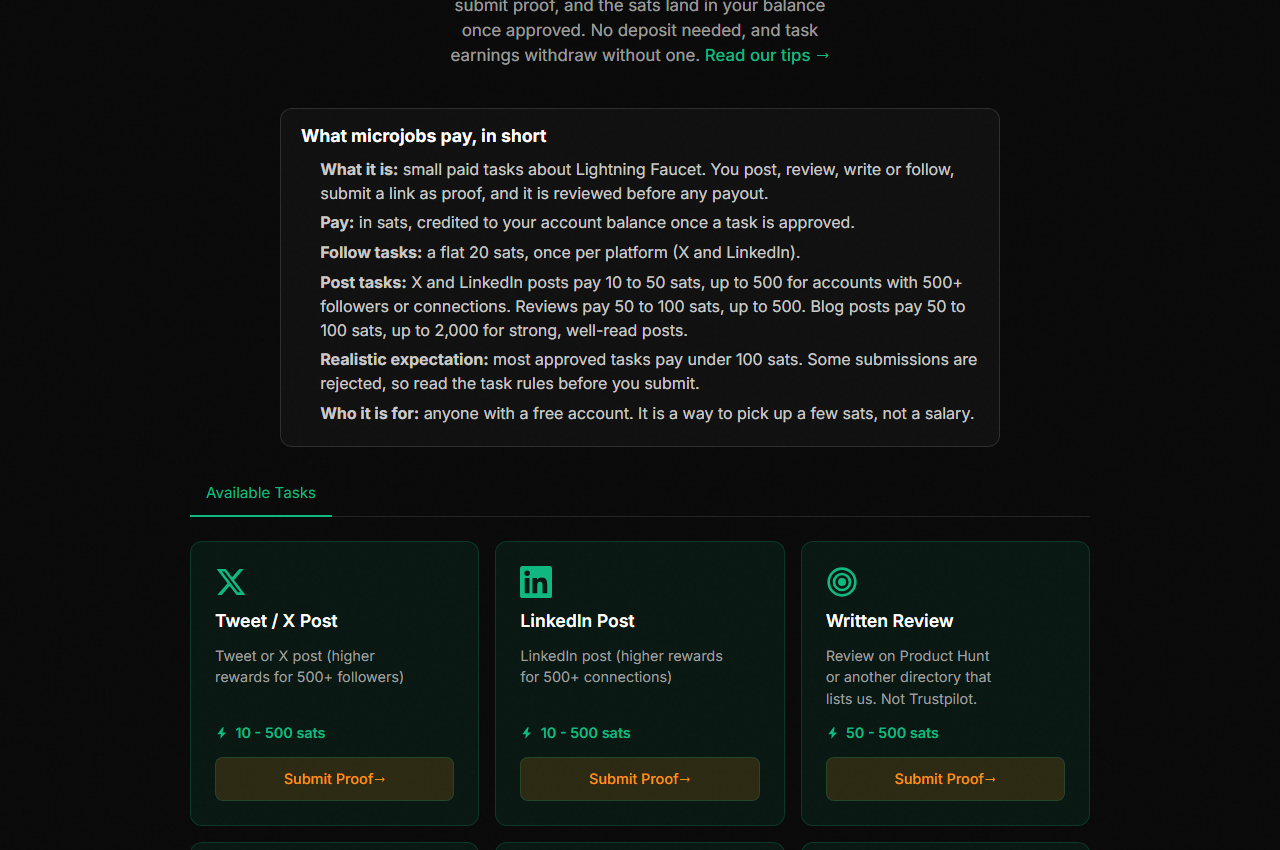 submit proof, and the sats land in your balance
once approved. No deposit needed, and task
earnings withdraw without one. Read our tips →
What microjobs pay, in short
What it is: small paid tasks about Lightning Faucet. You post, review, write or follow,
submit a link as proof, and it is reviewed before any payout.
Pay: in sats, credited to your account balance once a task is approved.
Follow tasks: a flat 20 sats, once per platform (X and LinkedIn).
Post tasks: X and LinkedIn posts pay 10 to 50 sats, up to 500 for accounts with 500+
followers or connections. Reviews pay 50 to 100 sats, up to 500. Blog posts pay 50 to
100 sats, up to 2,000 for strong, well-read posts.
Realistic expectation: most approved tasks pay under 100 sats. Some submissions are
rejected, so read the task rules before you submit.
Who it is for: anyone with a free account. It is a way to pick up a few sats, not a salary.
Available Tasks
Tweet / X Post
Tweet or X post (higher
rewards for 500+ followers)
10 - 500 sats
Submit Proof→
LinkedIn Post
LinkedIn post (higher rewards
for 500+ connections)
10 - 500 sats
Submit Proof→
Written Review
Review on Product Hunt
or another directory that
lists us. Not Trustpilot.
50 - 500 sats
Submit Proof→